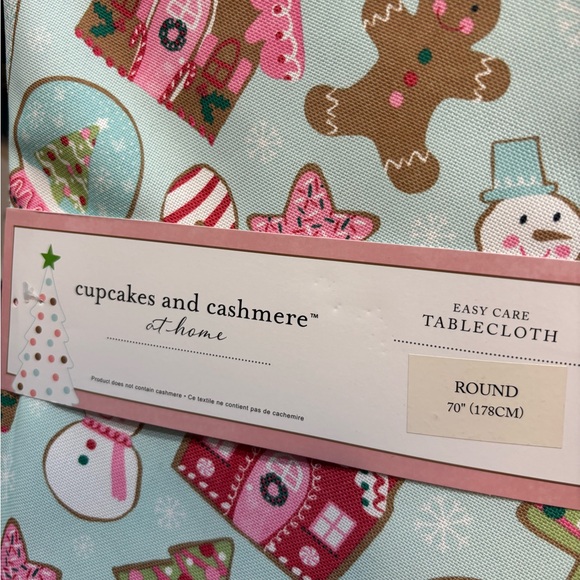 cupcakes and cashmere™
at home
Product does not contain cashmere • Ce textile ne contient pas de cachemire
EASY CARE
TABLECLOTH
ROUND
70" (178CM)